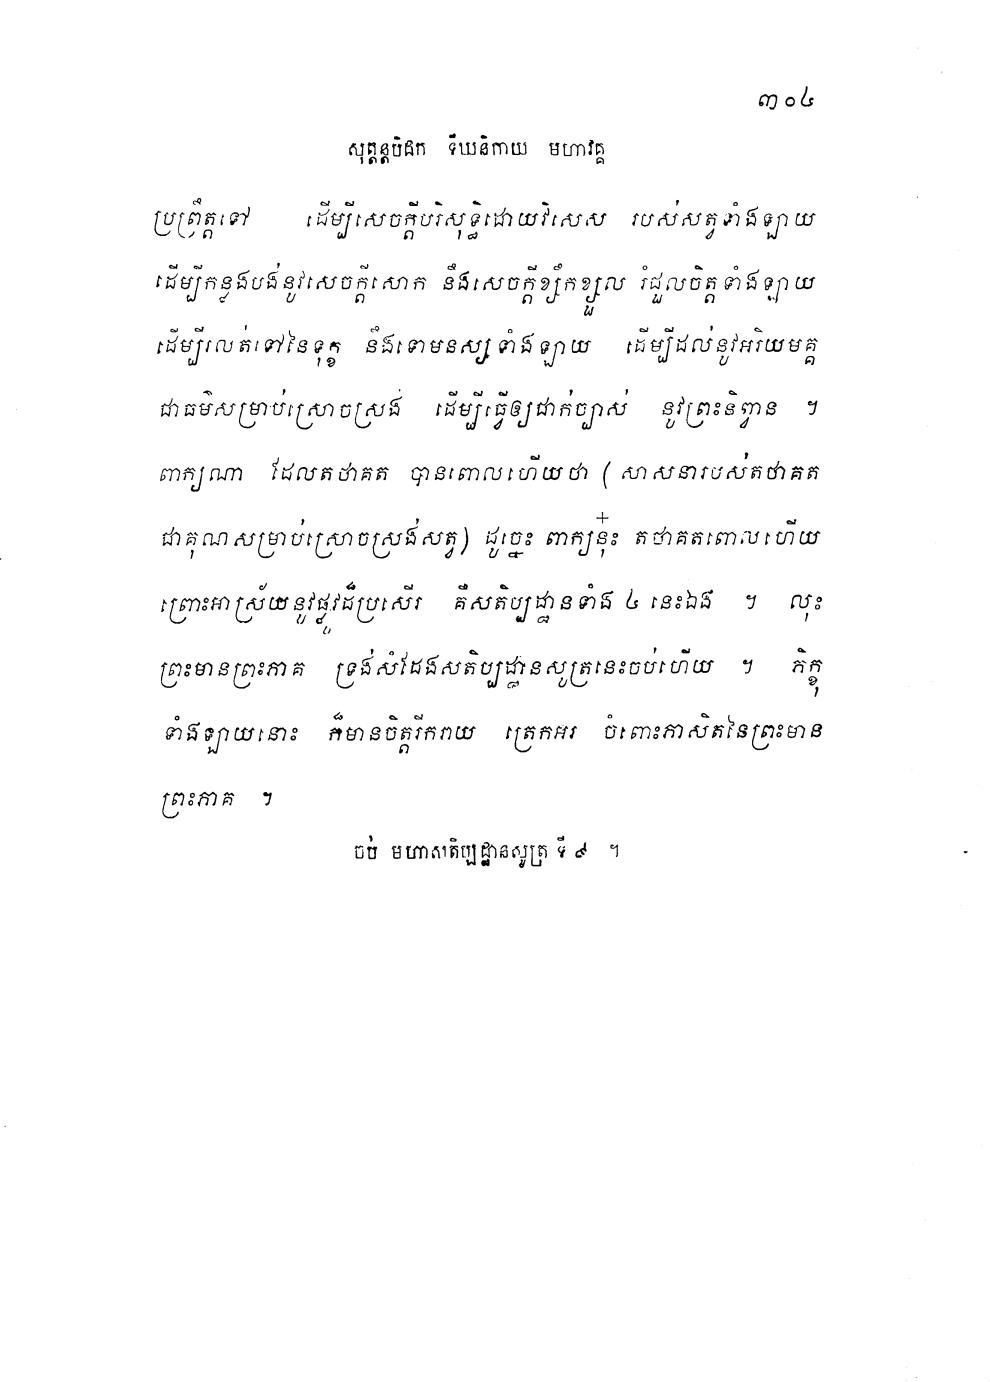 ៣០៤
សុត្តន្តបិដក ទីឃនិកាយ មហាវគ្គ
ប្រព្រឹត្តទៅ ដើម្បីសេចក្តីបរិសុទ្ធិដោយវិសេស របស់សត្វទាំងឡាយ
ដើម្បីកន្លងបង់នូវសេចក្តីសោក នឹងសេចក្តីខ្សឹកខ្សួល រំជួលចិត្តទាំងឡាយ
ដើម្បីរលត់ទៅនៃទុក្ខ នឹងទោមនស្សទាំងឡាយ ដើម្បីដល់នូវអរិយមគ្គ
ជាធម៌សម្រាប់ស្រោចស្រង់ ដើម្បីធ្វើឲ្យជាក់ច្បាស់ នូវព្រះនិព្វាន ។
ពាក្យណា ដែលតថាគត បានពោលហើយថា (សាសនារបស់តថាគត
ជាគុណសម្រាប់ស្រោចស្រង់សត្វ) ដូច្នេះ ពាក្យនុ៎ះ តថាគតពោលហើយ
ព្រោះអាស្រ័យនូវផ្លូវដ៏ប្រសើរ គឺសតិប្បដ្ឋានទាំង ៤ នេះឯង ។ លុះ
ព្រះមានព្រះភាគ ទ្រង់សំដែងសតិប្បដ្ឋានសូត្រនេះចប់ហើយ ។ ភិក្ខុ
ទាំងឡាយនោះ ក៏មានចិត្តរីករាយ ត្រេកអរ ចំពោះភាសិតនៃព្រះមាន
ព្រះភាគ ។
ចប់ មហាសតិប្បដ្ឋានសូត្រ ទី ៩ ។